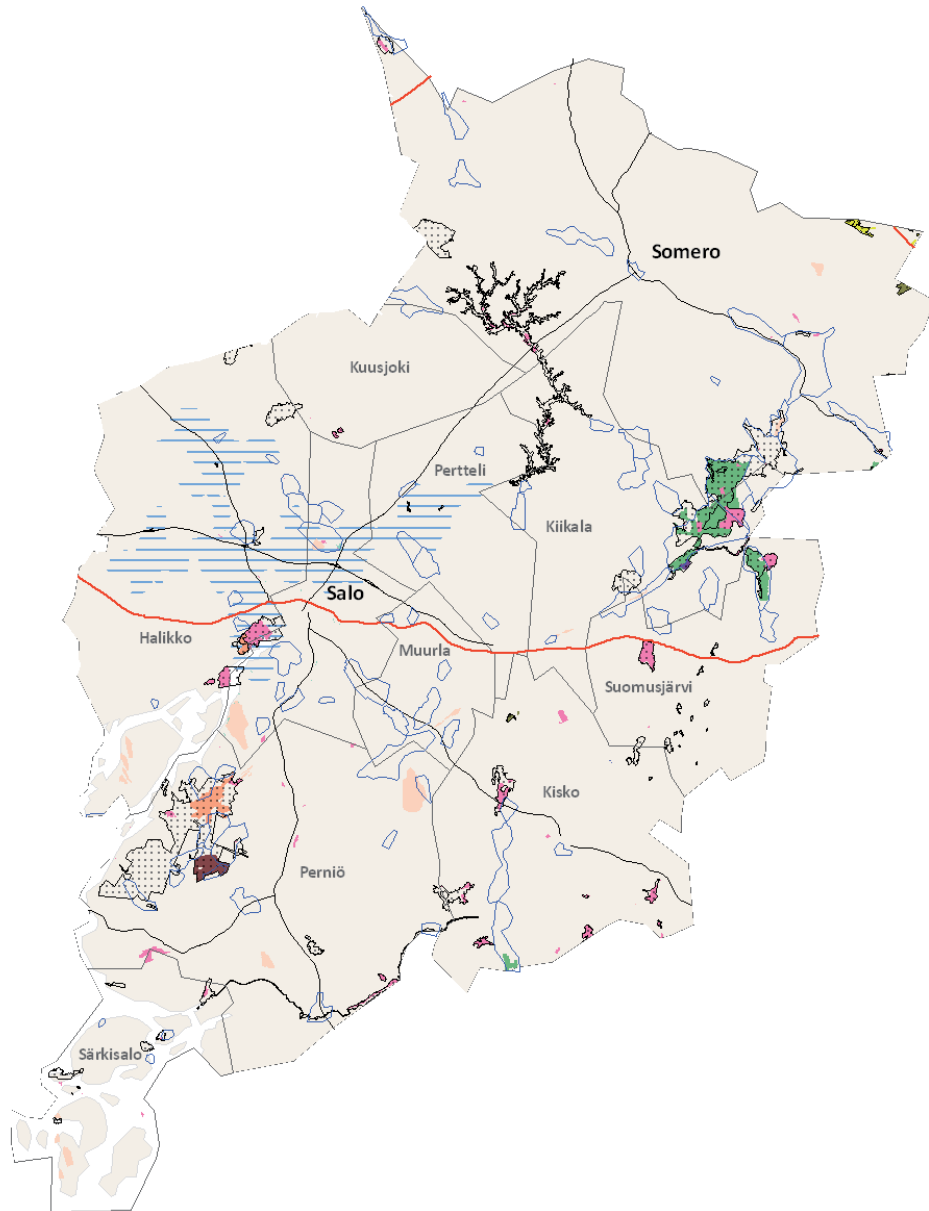 Somero
Kuusjoki
Pertteli
Kiikala
Salo
Halikko
Muurla
Suomusjärvi
Kisko
Perniö
Särkisalo